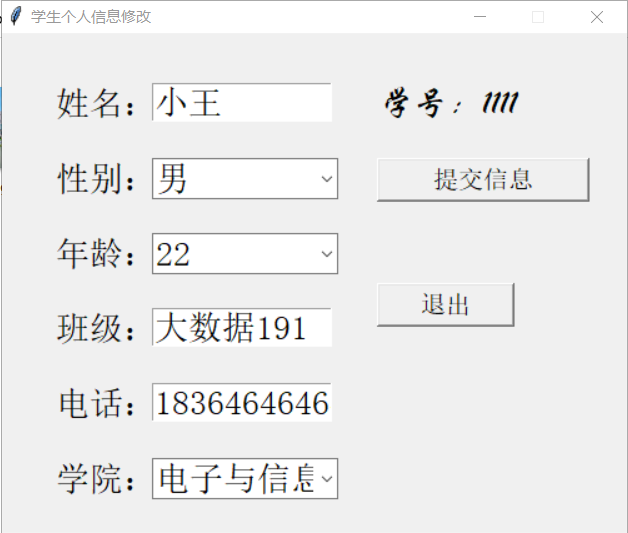 学生个人信息修改
姓名：小王
学号：1111
性别：男
提交信息
年龄：22
退出
班级：大数据191
电话：1836464646
学院：电子与信息